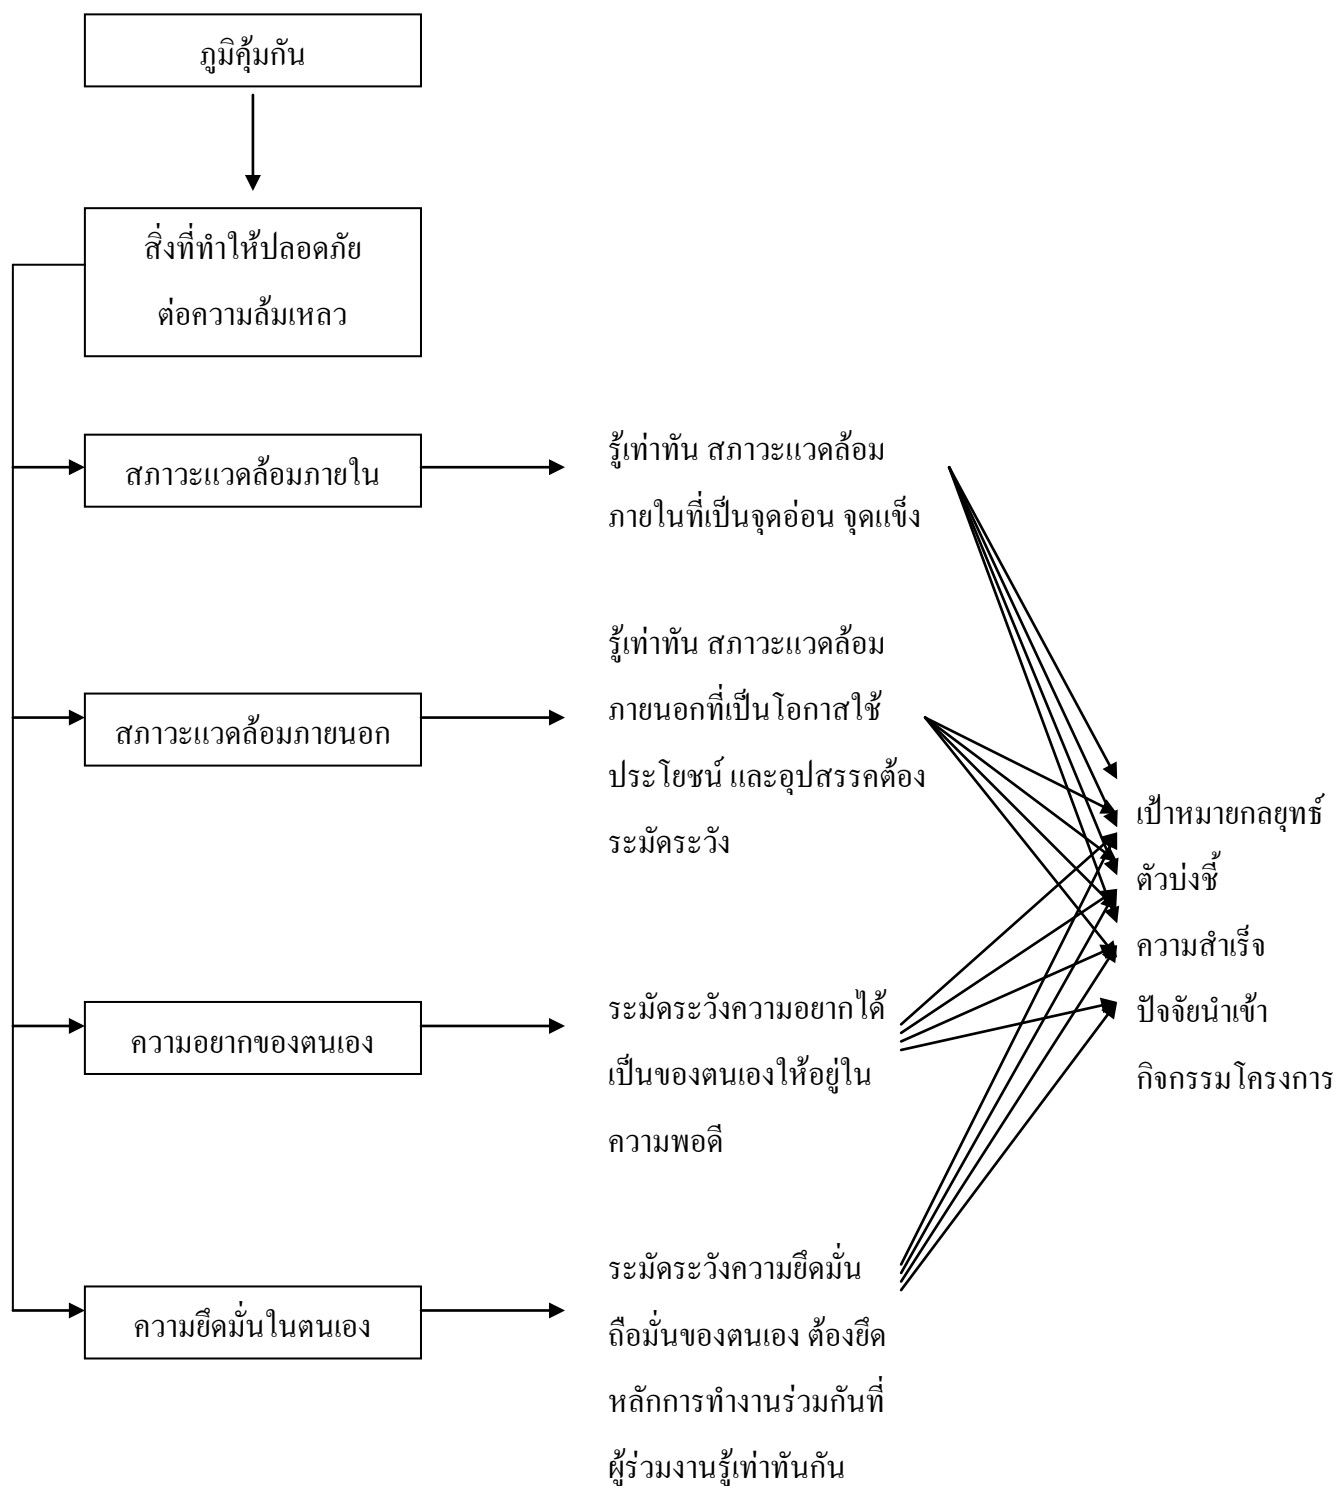 ภูมิคุ้มกัน
สิ่งที่ทำให้ปลอดภัย
ต่อความล้มเหลว
สภาวะแวดล้อมภายใน
รู้เท่าทัน สภาวะแวดล้อม
ภายในที่เป็นจุดอ่อน จุดแข็ง
สภาวะแวดล้อมภายนอก
รู้เท่าทัน สภาวะแวดล้อม
ภายนอกที่เป็นโอกาสใช้
ประโยชน์ และอุปสรรคต้อง
ระมัดระวัง
ความอยากของตนเอง
ระมัดระวังความอยากได้
เป็นของตนเองให้อยู่ใน
ความพอดี
ความยึดมั่นในตนเอง
ระมัดระวังความยึดมั่น
ถือมั่นของตนเอง ต้องยึด
หลักการทำงานร่วมกันที่
ผู้ร่วมงานรู้เท่าทันกัน
เป้าหมายกลยุทธ์
ตัวบ่งชี้
ความสำเร็จ
ปัจจัยนำเข้า
กิจกรรมโครงการ